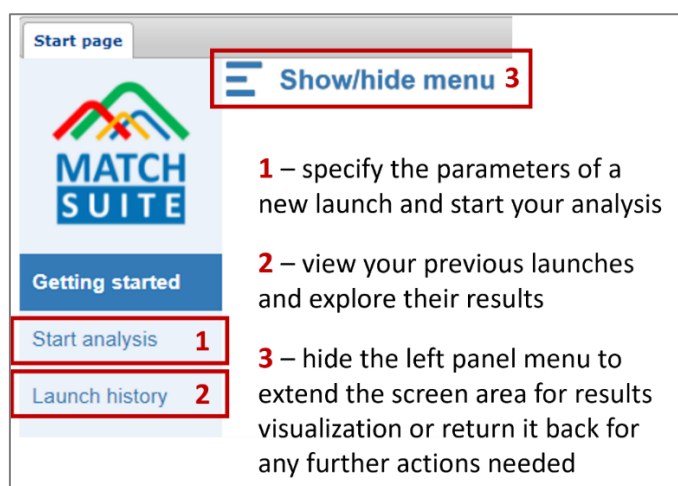 Start page
Show/hide menu 3
MATCH
SUITE
1 – specify the parameters of a
new launch and start your analysis
Getting started
2 – view your previous launches
and explore their results
Start analysis 1
Launch history 2
3 – hide the left panel menu to
extend the screen area for results
visualization or return it back for
any further actions needed